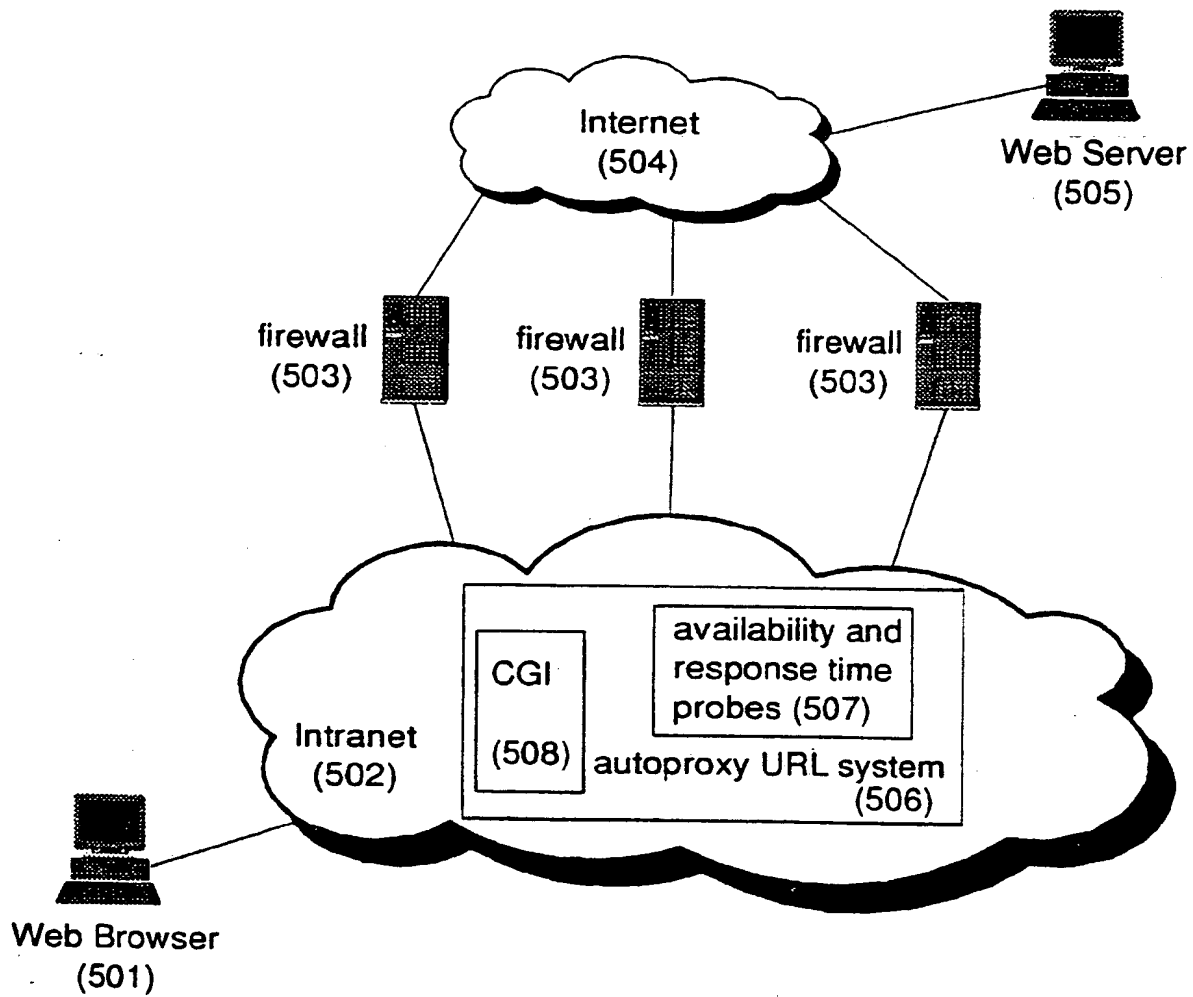 Internet
(504)
Web Server
(505)
firewall
(503)
firewall
(503)
firewall
(503)
availability and
response time
probes (507)
CGI
(508)
autoproxy URL system
(506)
Intranet
(502)
Web Browser
(501)